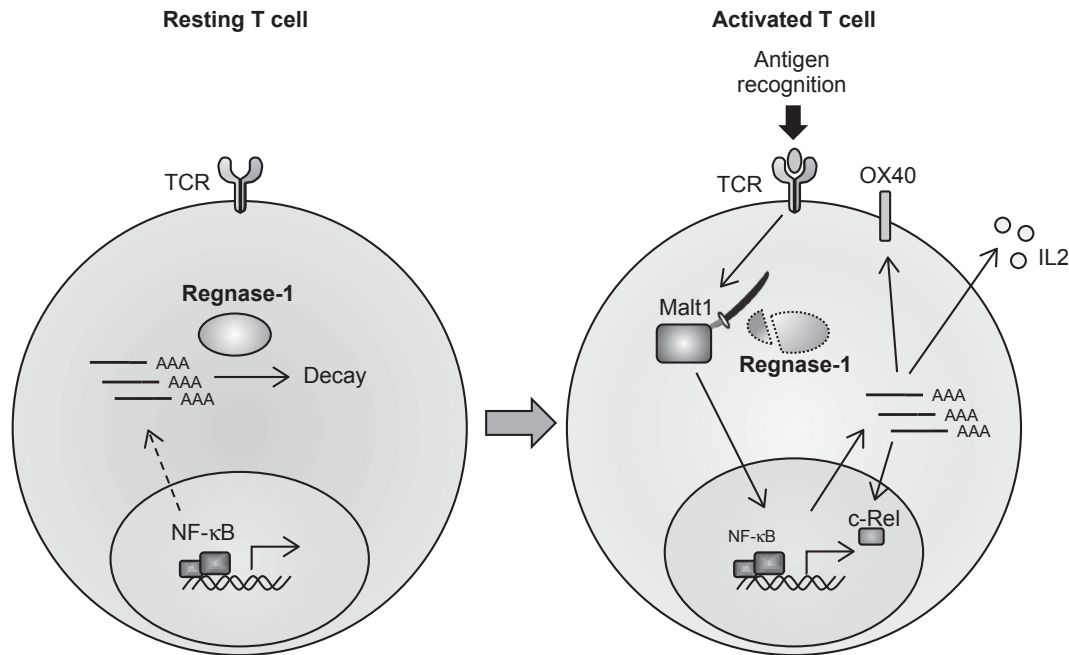 Resting T cell
TCR
Regnase-1
AAA
AAA
AAA
Decay
NF-κB
Activated T cell
Antigen
recognition
TCR
OX40
IL2
Malt1
Regnase-1
AAA
AAA
AAA
NF-κB
c-Rel